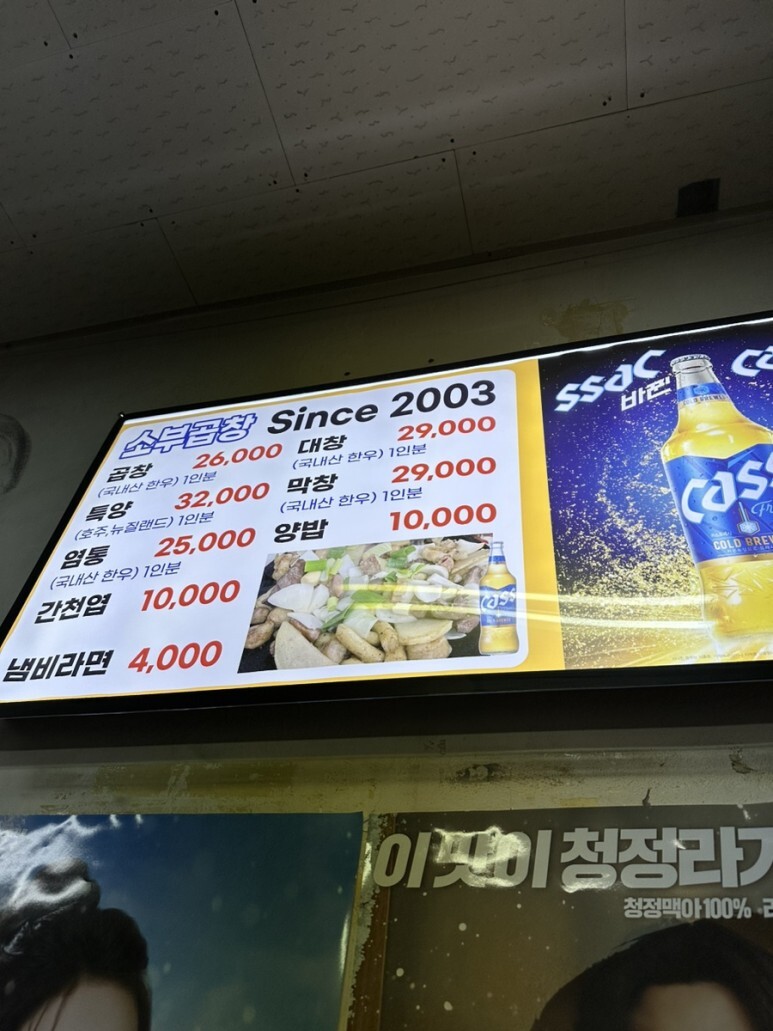 소부곱창 Since 2003
곱창 26,000
(국내산 한우) 1인분
특양 32,000
(호주,뉴질랜드) 1인분
염통 25,000
(국내산 한우) 1인분
간천엽 10,000
냄비라면 4,000
대창 29,000
(국내산 한우) 1인분
막창 29,000
(국내산 한우) 1인분
양밥 10,000
Cass
ssac
바뀐
Cass
COLD BREW
이 맛이 청정라거
청정맥아100%